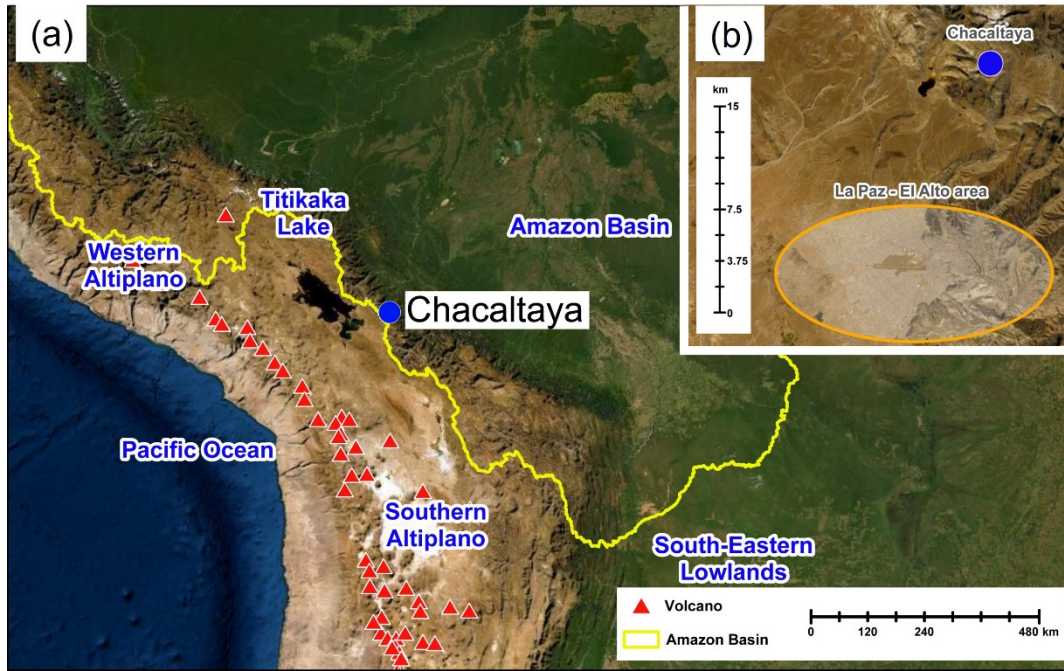 (a)
Titikaka
Lake
Western
Altiplano
Amazon Basin
Chacaltaya
Pacific Ocean
Southern
Altiplano
South-Eastern
Lowlands
Volcano
Amazon Basin
0 120 240 480 km
(b)
Chacaltaya
km
15
7.5
3.75
0
La Paz - El Alto area